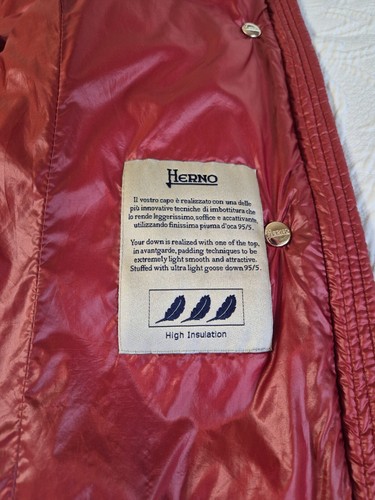 HERNO
Il vostro capo è realizzato con una delle
più innovative tecniche di imbottitura che
lo rende leggerissimo, soffice e accattivante,
utilizzando finissima piuma d'oca 95/5.
Your down is realized with one of the top,
in avantgarde, padding techniques to be
extremely light smooth and attractive.
Stuffed with ultra light goose down 95/5.
High Insulation